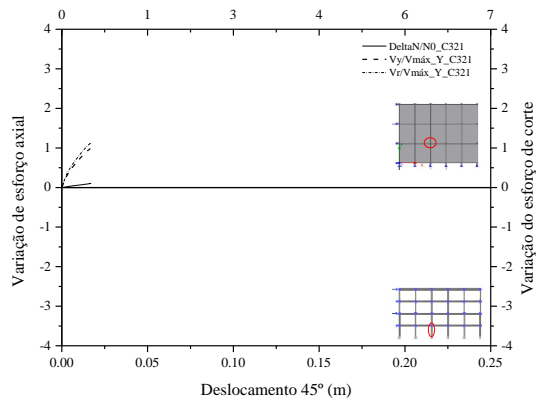 0 1 2 3 4 5 6 7
DeltaN/N0_C321
Vy/Vmáx_Y_C321
Vr/Vmáx_Y_C321
4
3
2
1
0
-1
-2
-3
-4
Variação de esforço axial
4
3
2
1
0
-1
-2
-3
-4
Variação do esforço de corte
0.00 0.05 0.10 0.15 0.20 0.25
Deslocamento 45º (m)